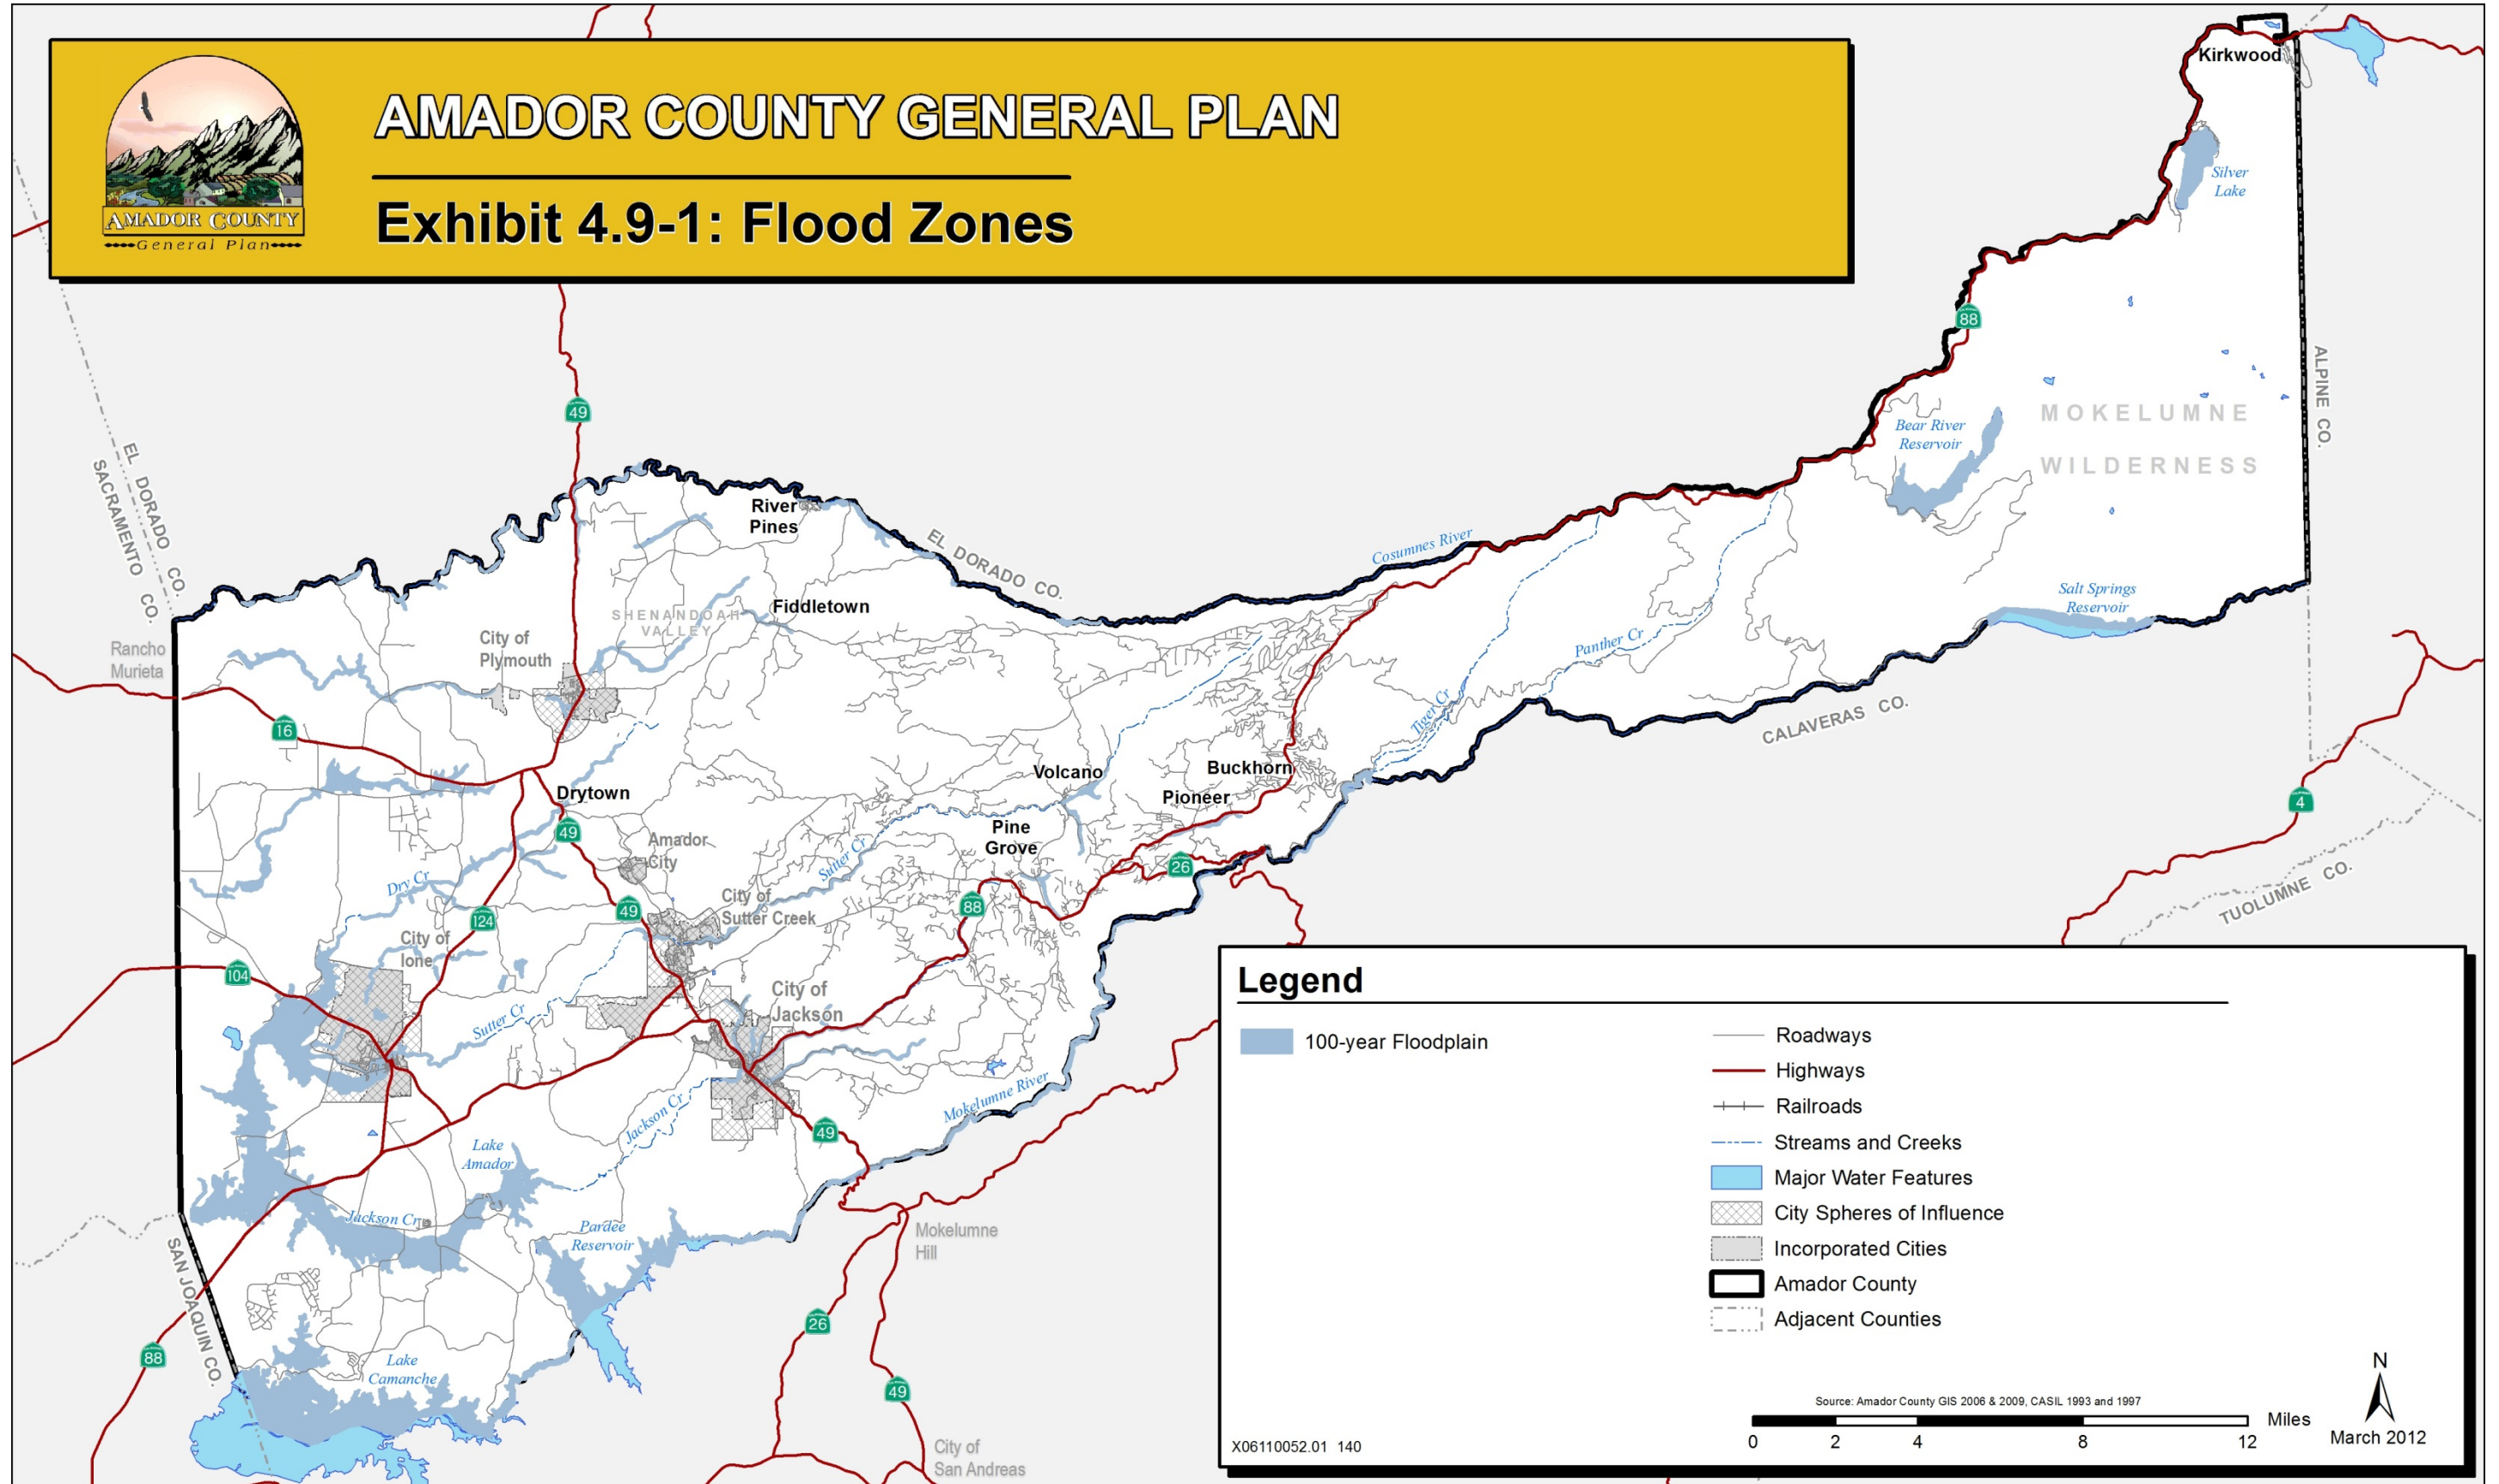 AMADOR COUNTY GENERAL PLAN
Exhibit 4.9-1: Flood Zones
AMADOR COUNTY
General Plan
Kirkwood
Silver
Lake
88
ALPINE CO.
MOKELUMNE
WILDERNESS
Bear River
Reservoir
49
EL DORADO CO.
SACRAMENTO CO.
River
Pines
EL DORADO CO.
Cosumnes River
Salt Springs
Reservoir
SHENANDOAH
VALLEY
Fiddletown
Rancho
Murieta
City of
Plymouth
Panther Cr
Tiger Cr
CALAVERAS CO.
16
Volcano
Buckhorn
Pioneer
Drytown
49
Amador
City
Pine
Grove
Sutter Cr
26
4
TUOLUMNE CO.
Dry Cr
124
49
City of
Sutter Creek
88
City of
Ione
104
Sutter Cr
City of
Jackson
Jackson Cr
Mokelumne River
49
Lake
Amador
Jackson Cr
Pardee
Reservoir
Mokelumne
Hill
SAN JOAQUIN CO.
26
88
Lake
Camanche
49
City of
San Andreas
Legend
100-year Floodplain
Roadways
Highways
Railroads
Streams and Creeks
Major Water Features
City Spheres of Influence
Incorporated Cities
Amador County
Adjacent Counties
Source: Amador County GIS 2006 & 2009, CASIL 1993 and 1997
Miles
0 2 4 8 12
N
March 2012
X06110052.01 140